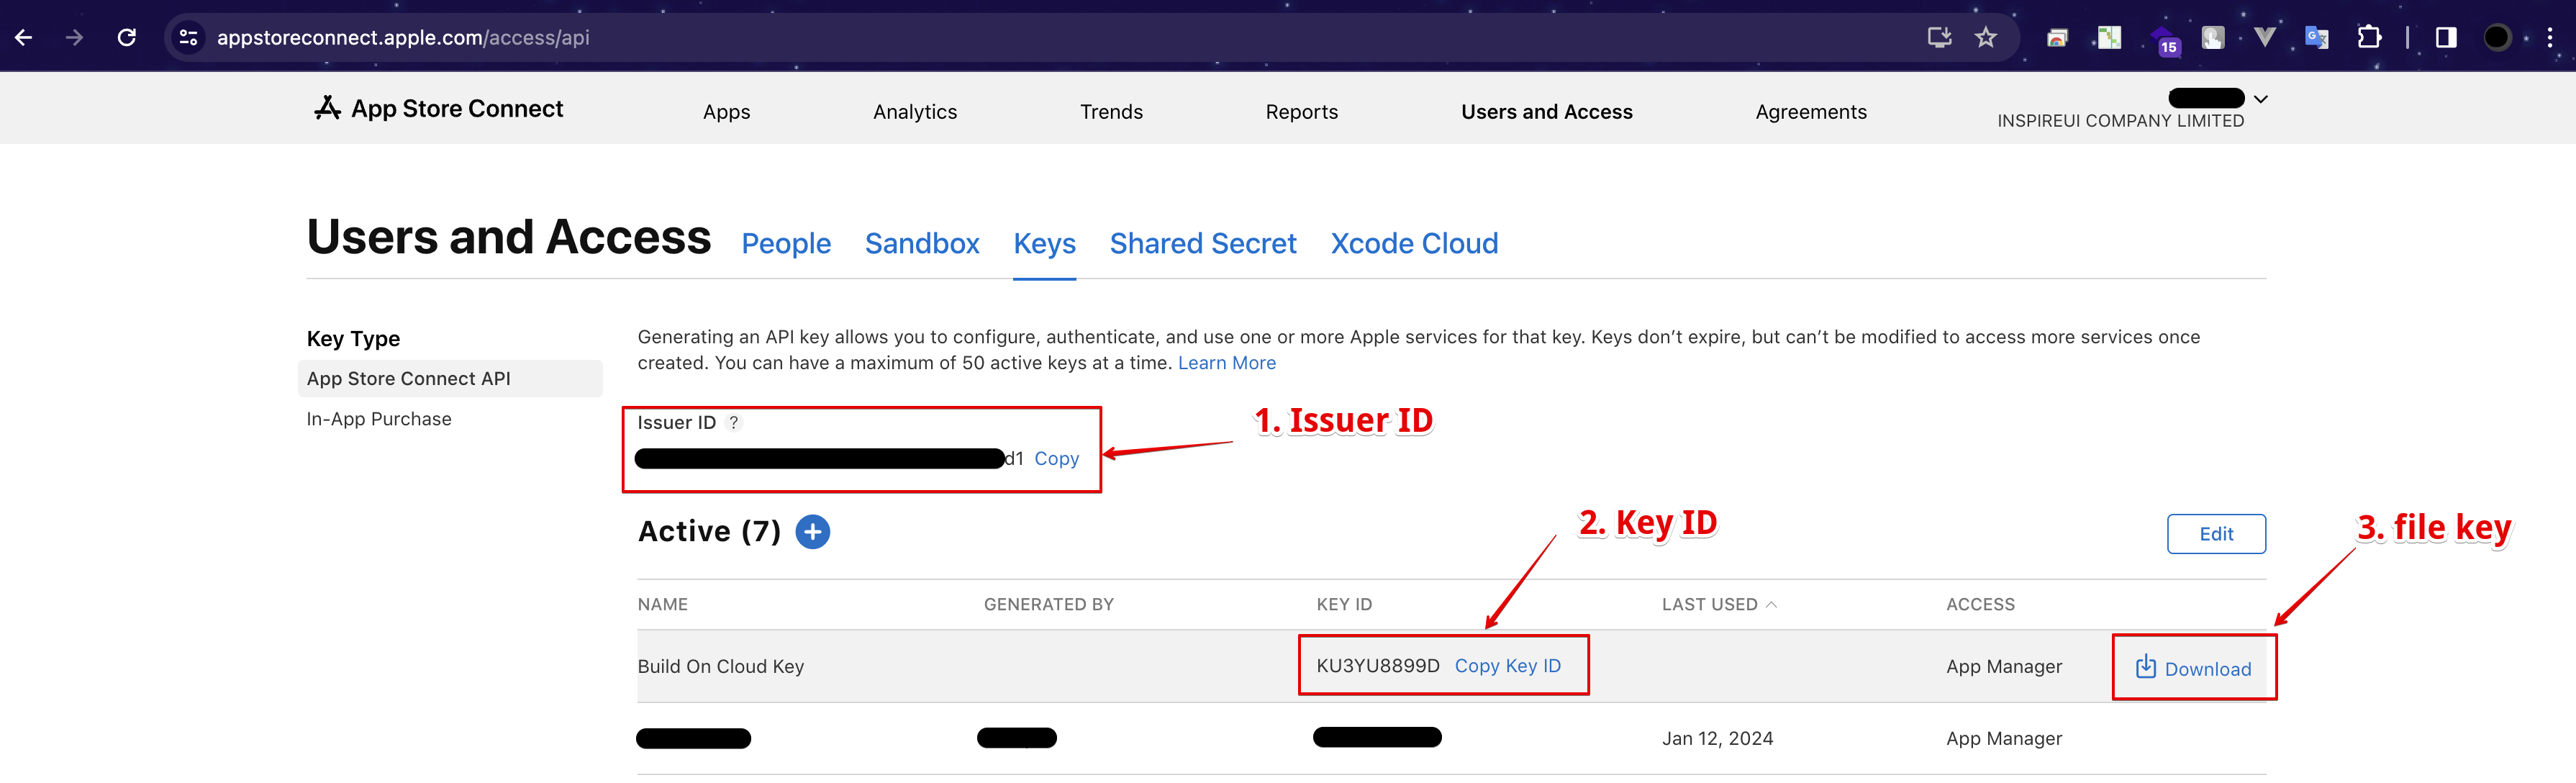 appstoreconnect.apple.com/access/api
15
G
App Store Connect
Apps
Analytics
Trends
Reports
Users and Access
Agreements
INSPIREUI COMPANY LIMITED
Users and Access
People
Sandbox
Keys
Shared Secret
Xcode Cloud
Key Type
App Store Connect API
In-App Purchase
Generating an API key allows you to configure, authenticate, and use one or more Apple services for that key. Keys don’t expire, but can’t be modified to access more services once
created. You can have a maximum of 50 active keys at a time. Learn More
Issuer ID ?
d1 Copy
1. Issuer ID
Active (7) +
2. Key ID
Edit
3. file key
NAME
GENERATED BY
KEY ID
LAST USED
ACCESS
Build On Cloud Key
KU3YU8899D Copy Key ID
App Manager
Download
Jan 12, 2024
App Manager